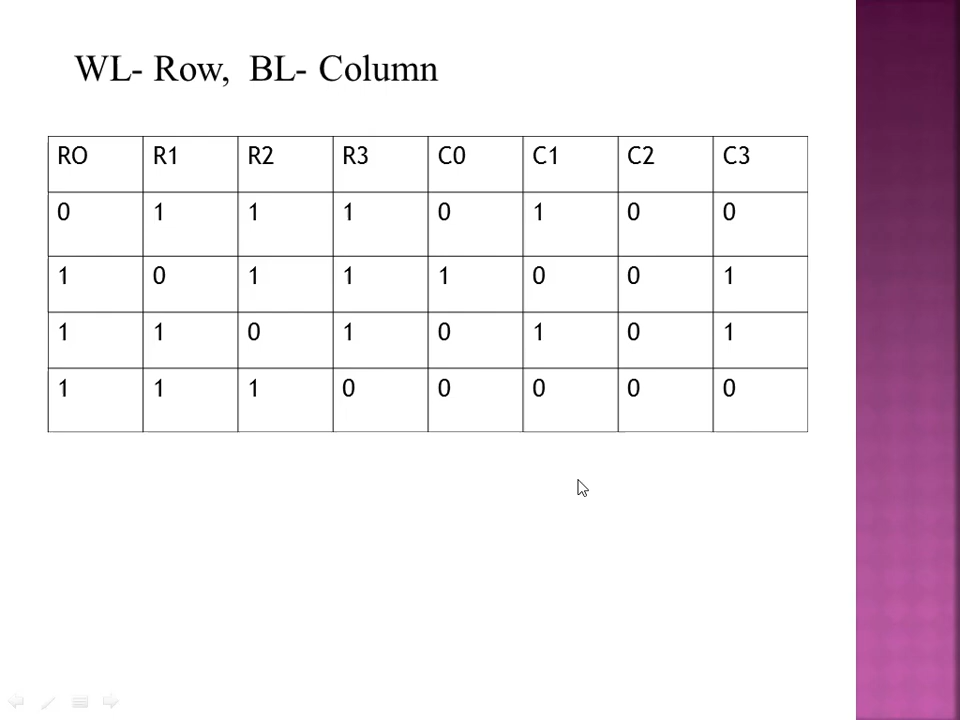 WL- Row, BL- Column
RO R1 R2 R3 C0 C1 C2 C3
0 1 1 1 0 1 0 0
1 0 1 1 1 0 0 1
1 1 0 1 0 1 0 1
1 1 1 0 0 0 0 0